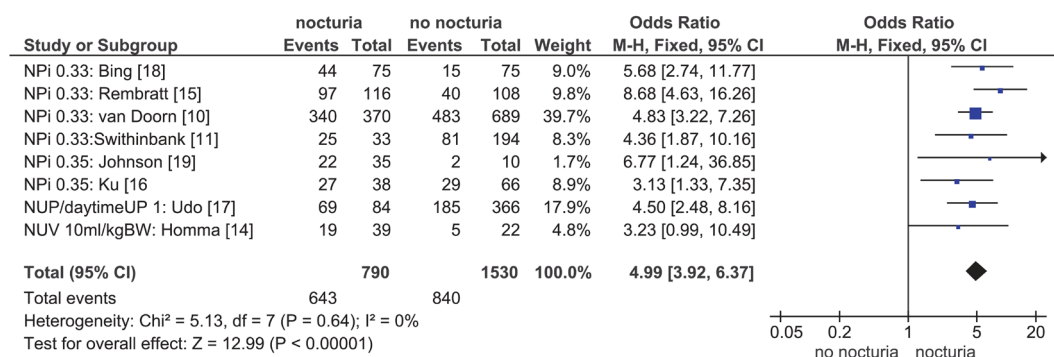 nocturia no nocturia Odds Ratio Odds Ratio
Study or Subgroup Events Total Events Total Weight M-H, Fixed, 95% CI M-H, Fixed, 95% CI
NPi 0.33: Bing [18] 44 75 15 75 9.0% 5.68 [2.74, 11.77]
NPi 0.33: Rembratt [15] 97 116 40 108 9.8% 8.68 [4.63, 16.26]
NPi 0.33: van Doorn [10] 340 370 483 689 39.7% 4.83 [3.22, 7.26]
NPi 0.33:Swithinbank [11] 25 33 81 194 8.3% 4.36 [1.87, 10.16]
NPi 0.35: Johnson [19] 22 35 2 10 1.7% 6.77 [1.24, 36.85]
NPi 0.35: Ku [16 27 38 29 66 8.9% 3.13 [1.33, 7.35]
NUP/daytimeUP 1: Udo [17] 69 84 185 366 17.9% 4.50 [2.48, 8.16]
NUV 10ml/kgBW: Homma [14] 19 39 5 22 4.8% 3.23 [0.99, 10.49]
Total (95% CI) 790 1530 100.0% 4.99 [3.92, 6.37]
Total events 643 840
Heterogeneity: Chi² = 5.13, df = 7 (P = 0.64); I² = 0%
Test for overall effect: Z = 12.99 (P < 0.00001)
0.05 0.2 1 5 20
no nocturia nocturia